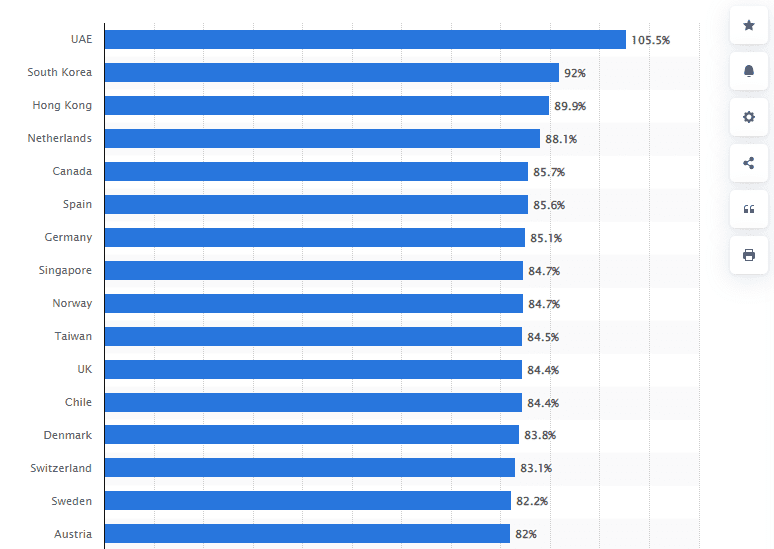 UAE 105.5%
South Korea 92%
Hong Kong 89.9%
Netherlands 88.1%
Canada 85.7%
Spain 85.6%
Germany 85.1%
Singapore 84.7%
Norway 84.7%
Taiwan 84.5%
UK 84.4%
Chile 84.4%
Denmark 83.8%
Switzerland 83.1%
Sweden 82.2%
Austria 82%